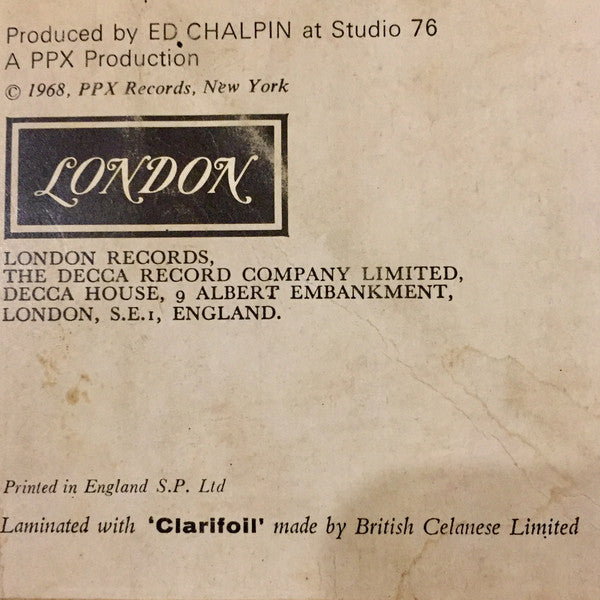 Produced by ED CHALPIN at Studio 76
A PPX Production
© 1968, PPX Records, New York
LONDON
LONDON RECORDS,
THE DECCA RECORD COMPANY LIMITED,
DECCA HOUSE, 9 ALBERT EMBANKMENT,
LONDON, S.E.1, ENGLAND.
Printed in England S.P. Ltd
Laminated with ‘Clarifoil’ made by British Celanese Limited